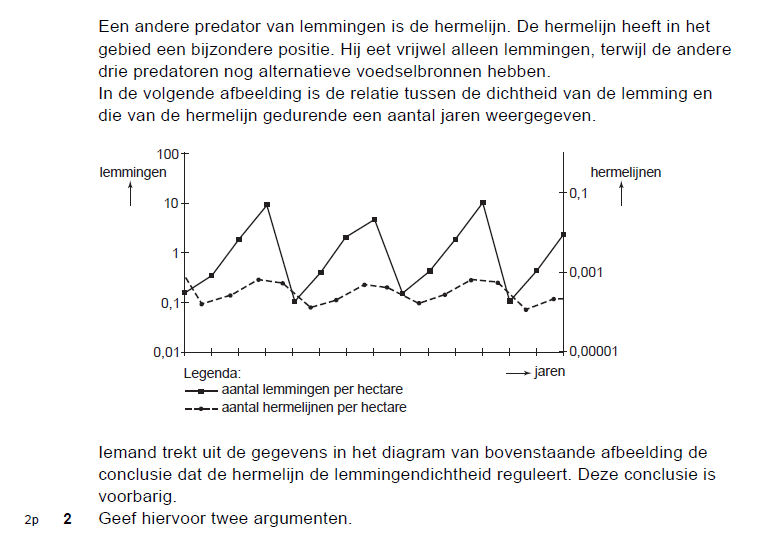 Een andere predator van lemmingen is de hermelijn. De hermelijn heeft in het
gebied een bijzondere positie. Hij eet vrijwel alleen lemmingen, terwijl de andere
drie predatoren nog alternatieve voedselbronnen hebben.
In de volgende afbeelding is de relatie tussen de dichtheid van de lemming en
die van de hermelijn gedurende een aantal jaren weergegeven.
100
lemmingen
hermelijnen
0,1
10
1
0,001
0,1
0,01
0,00001
Legenda:
jaren
aantal lemmingen per hectare
aantal hermelijnen per hectare
Iemand trekt uit de gegevens in het diagram van bovenstaande afbeelding de
conclusie dat de hermelijn de lemmingendichtheid reguleert. Deze conclusie is
voorbarig.
2p 2 Geef hiervoor twee argumenten.